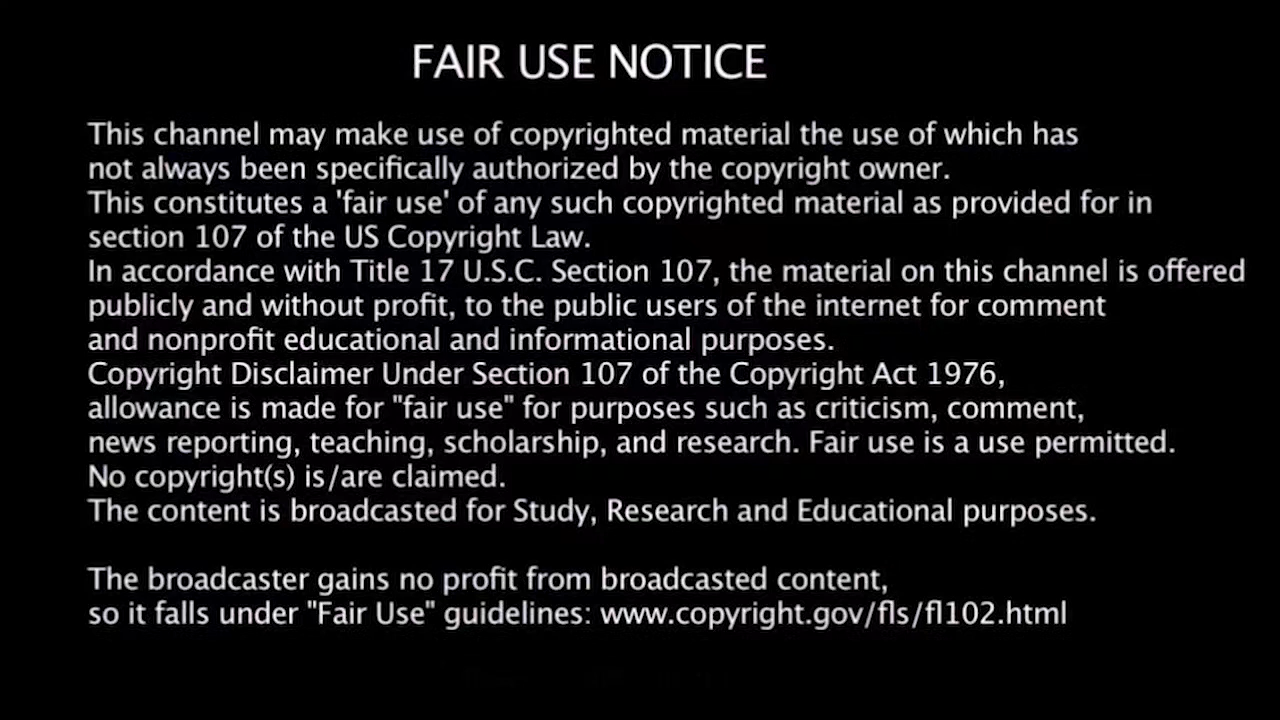 FAIR USE NOTICE
This channel may make use of copyrighted material the use of which has
not always been specifically authorized by the copyright owner.
This constitutes a 'fair use' of any such copyrighted material as provided for in
section 107 of the US Copyright Law.
In accordance with Title 17 U.S.C. Section 107, the material on this channel is offered
publicly and without profit, to the public users of the internet for comment
and nonprofit educational and informational purposes.
Copyright Disclaimer Under Section 107 of the Copyright Act 1976,
allowance is made for "fair use" for purposes such as criticism, comment,
news reporting, teaching, scholarship, and research. Fair use is a use permitted.
No copyright(s) is/are claimed.
The content is broadcasted for Study, Research and Educational purposes.
The broadcaster gains no profit from broadcasted content,
so it falls under "Fair Use" guidelines: www.copyright.gov/fls/fl102.html